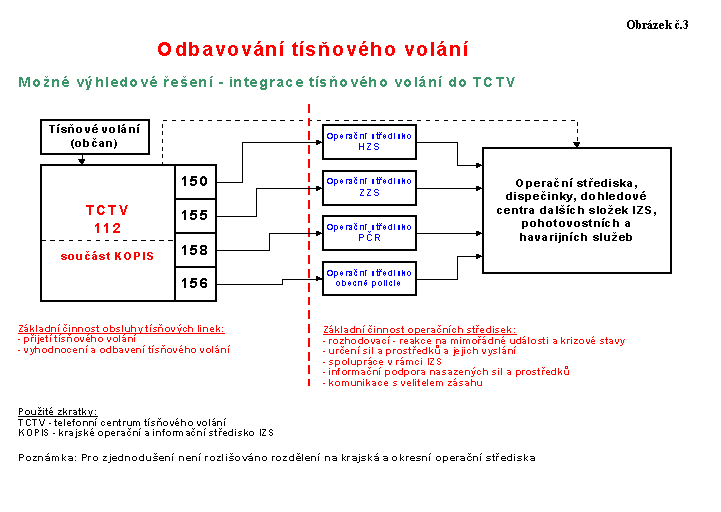 Obrázek č.3
Odbavování tísňového volání
Možné výhledové řešení - integrace tísňového volání do TCTV
Tísňové volání
(občan)
TCTV
112
součást KOPIS
150
155
158
156
Operační středisko
HZS
Operační středisko
ZZS
Operační středisko
PČR
Operační středisko
obecné policie
Operační střediska,
dispečinky, dohledové
centra dalších složek IZS,
pohotovostních a
havarijních služeb
Základní činnost obsluhy tísňových linek:
- přijetí tísňového volání
- vyhodnocení a odbavení tísňového volání
Základní činnost operačních středisek:
- rozhodovací - reakce na mimořádné události a krizové stavy
- určení sil a prostředků a jejich vyslání
- spolupráce v rámci IZS
- informační podpora nasazených sil a prostředků
- komunikace s velitelem zásahu
Použité zkratky:
TCTV - telefonní centrum tísňového volání
KOPIS - krajské operační a informační středisko IZS
Poznámka: Pro zjednodušení není rozlišováno rozdělení na krajská a okresní operační střediska